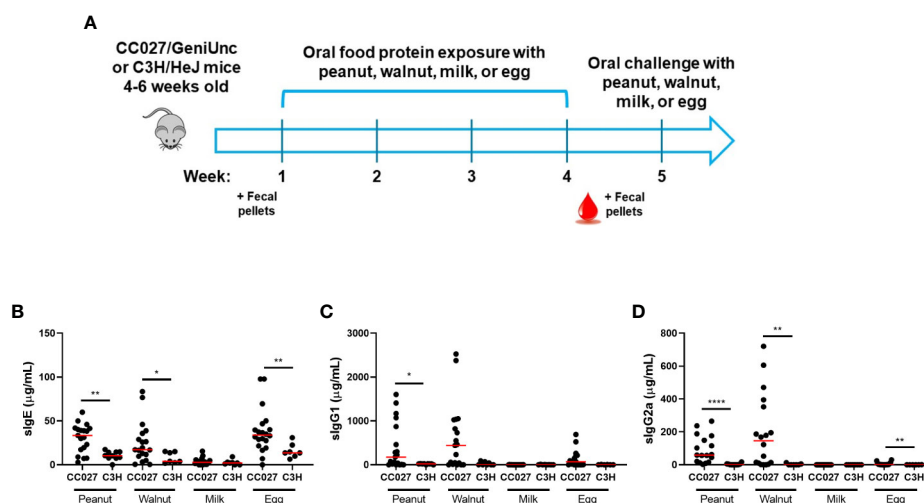 A
CC027/GeniUnc
or C3H/HeJ mice
4-6 weeks old
Oral food protein exposure with
peanut, walnut, milk, or egg
Oral challenge with
peanut, walnut,
milk, or egg
Week: 1 2 3 4 5
+ Fecal
pellets
+ Fecal
pellets
B
sIgE (µg/mL)
150
100
50
0
** * **
CC027 C3H CC027 C3H CC027 C3H CC027 C3H
Peanut Walnut Milk Egg
C
sIgG1 (µg/mL)
3000
2000
1000
0
*
CC027 C3H CC027 C3H CC027 C3H CC027 C3H
Peanut Walnut Milk Egg
D
sIgG2a (µg/mL)
800
600
400
200
0
**** ** **
CC027 C3H CC027 C3H CC027 C3H CC027 C3H
Peanut Walnut Milk Egg